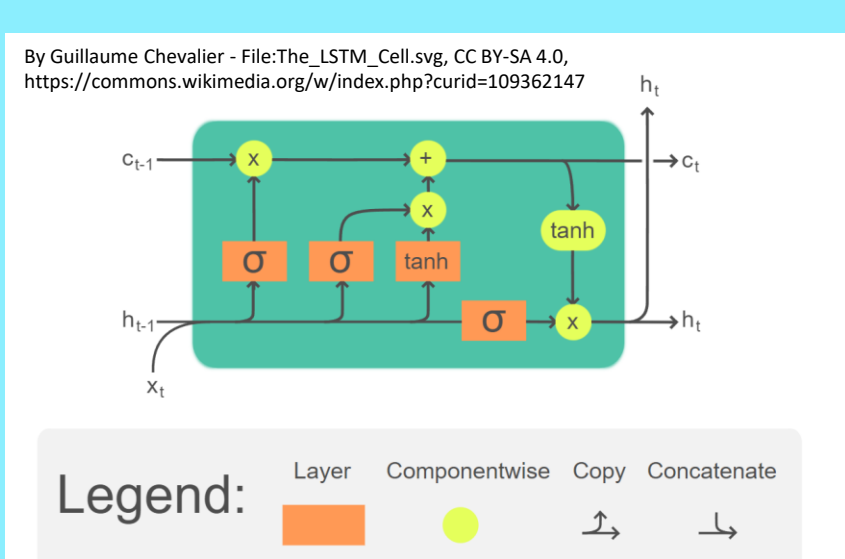 By Guillaume Chevalier - File:The_LSTM_Cell.svg, CC BY-SA 4.0,
https://commons.wikimedia.org/w/index.php?curid=109362147
hₜ
cₜ₋₁ x + cₜ
x
tanh
σ σ tanh
hₜ₋₁ σ x hₜ
xₜ
Legend:
Layer Componentwise Copy Concatenate